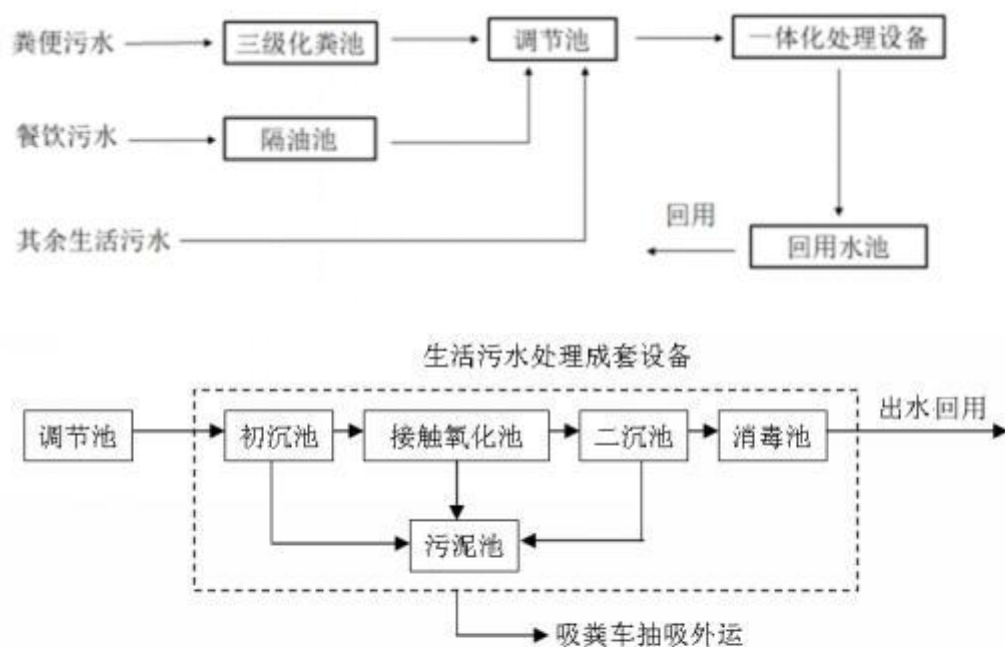 粪便污水
三级化粪池
调节池
一体化处理设备
餐饮污水
隔油池
其余生活污水
回用
回用水池
生活污水处理成套设备
调节池
初沉池
接触氧化池
二沉池
消毒池
出水回用
污泥池
吸粪车抽吸外运